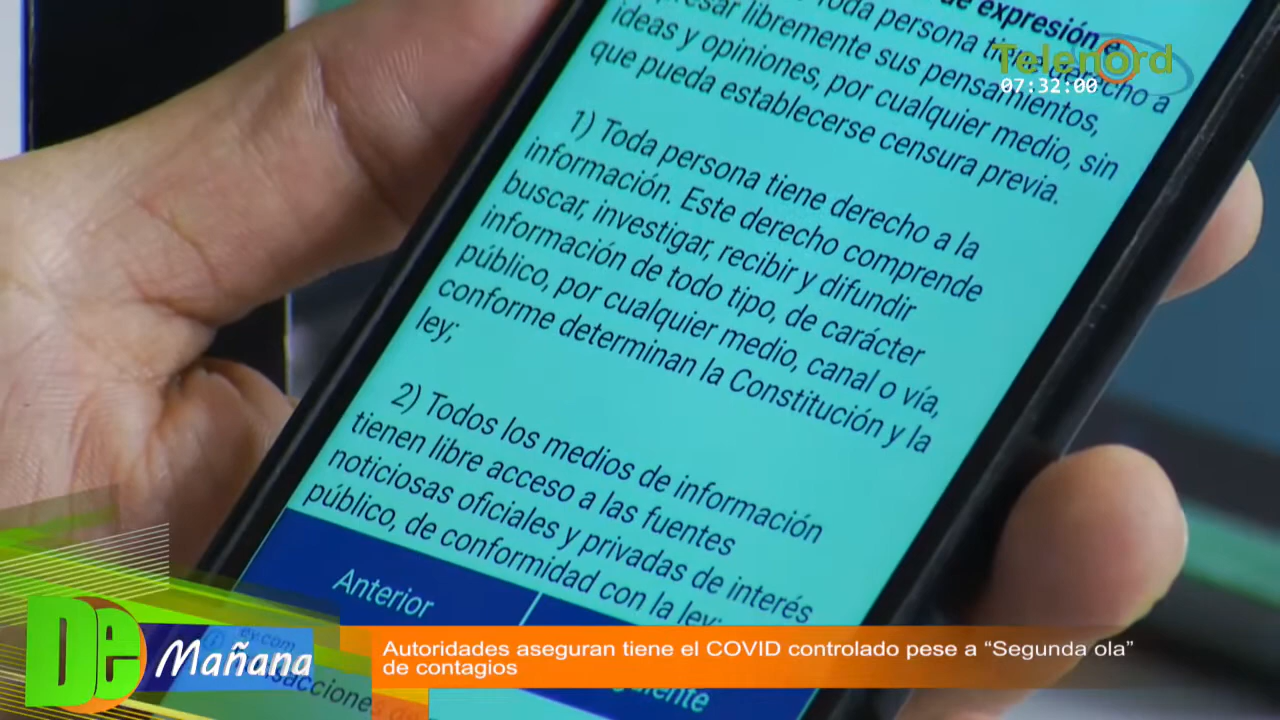 de expresión e
Toda persona tiene derecho a
expresar libremente sus pensamientos,
ideas y opiniones, por cualquier medio, sin
que pueda establecerse censura previa.
1) Toda persona tiene derecho a la
información. Este derecho comprende
buscar, investigar, recibir y difundir
información de todo tipo, de carácter
público, por cualquier medio, canal o vía,
conforme determinan la Constitución y la
ley;
2) Todos los medios de información
tienen libre acceso a las fuentes
noticiosas oficiales y privadas de interés
público, de conformidad con la ley;
Anterior
Telenord
07:32:00
De
Mañana
Autoridades aseguran tiene el COVID controlado pese a “Segunda ola”
de contagios